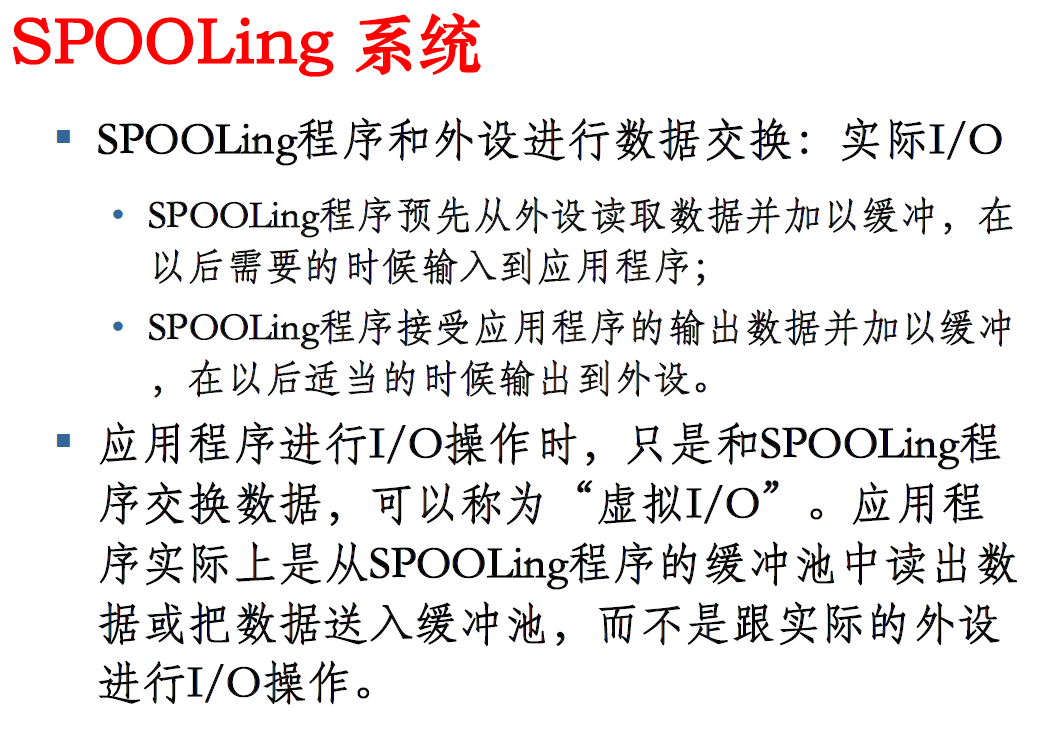 SPOOLing 系统
▪ SPOOLing程序和外设进行数据交换：实际I/O
• SPOOLing程序预先从外设读取数据并加以缓冲，在
以后需要的时候输入到应用程序；
• SPOOLing程序接受应用程序的输出数据并加以缓冲
，在以后适当的时候输出到外设。
▪ 应用程序进行I/O操作时，只是和SPOOLing程
序交换数据，可以称为“虚拟I/O”。应用程
序实际上是从SPOOLing程序的缓冲池中读出数
据或把数据送入缓冲池，而不是跟实际的外设
进行I/O操作。